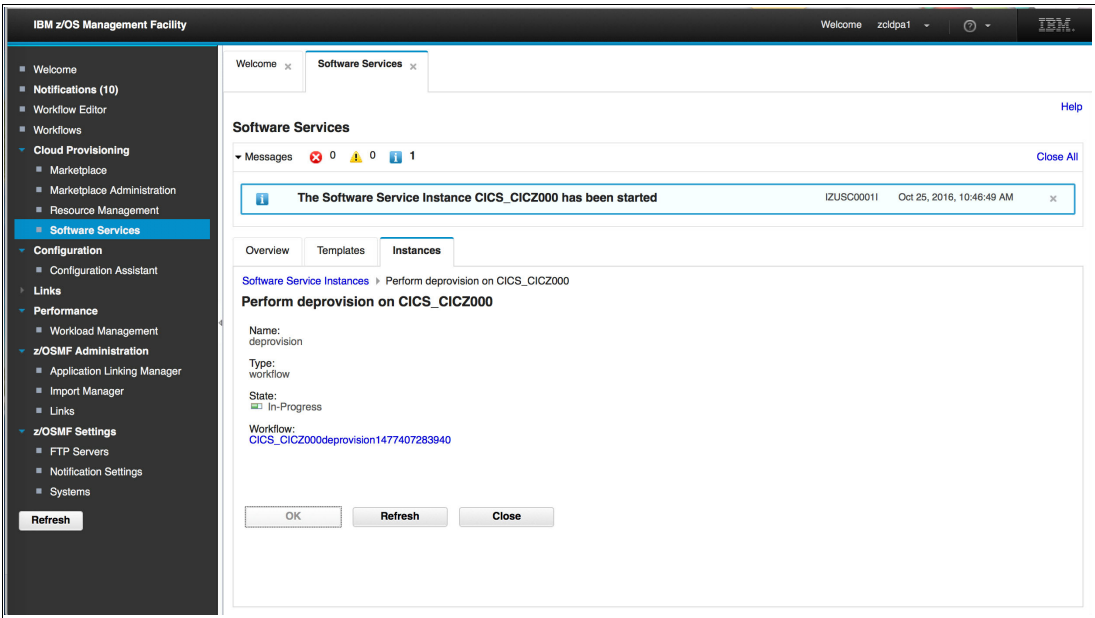 IBM z/OS Management Facility
Welcome zcldpa1
IBM.
Welcome
Notifications (10)
Workflow Editor
Workflows
Cloud Provisioning
Marketplace
Marketplace Administration
Resource Management
Software Services
Configuration
Configuration Assistant
Links
Performance
Workload Management
z/OSMF Administration
Application Linking Manager
Import Manager
Links
z/OSMF Settings
FTP Servers
Notification Settings
Systems
Refresh
Welcome
Software Services
Help
Software Services
Messages 0 0 1
Close All
The Software Service Instance CICS_CICZ000 has been started IZUSC0001I Oct 25, 2016, 10:46:49 AM
Overview Templates Instances
Software Service Instances Perform deprovision on CICS_CICZ000
Perform deprovision on CICS_CICZ000
Name:
deprovision
Type:
workflow
State:
In-Progress
Workflow:
CICS_CICZ000deprovision1477407283940
OK Refresh Close